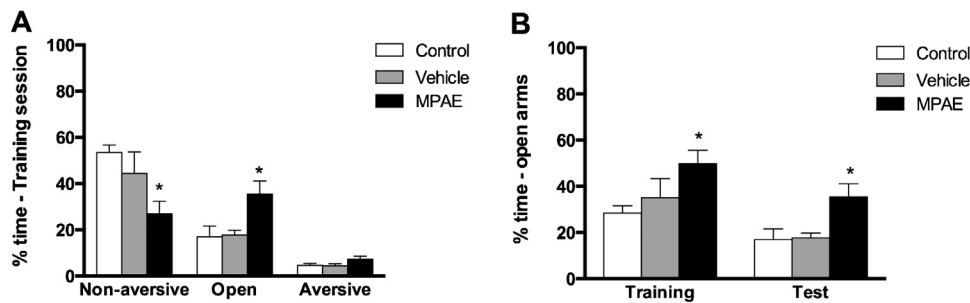 A
% time - Training session
100
80
60
40
20
0
Control
Vehicle
MPAE
*
*
Non-aversive Open Aversive
B
% time - open arms
100
80
60
40
20
0
Control
Vehicle
MPAE
*
*
Training Test